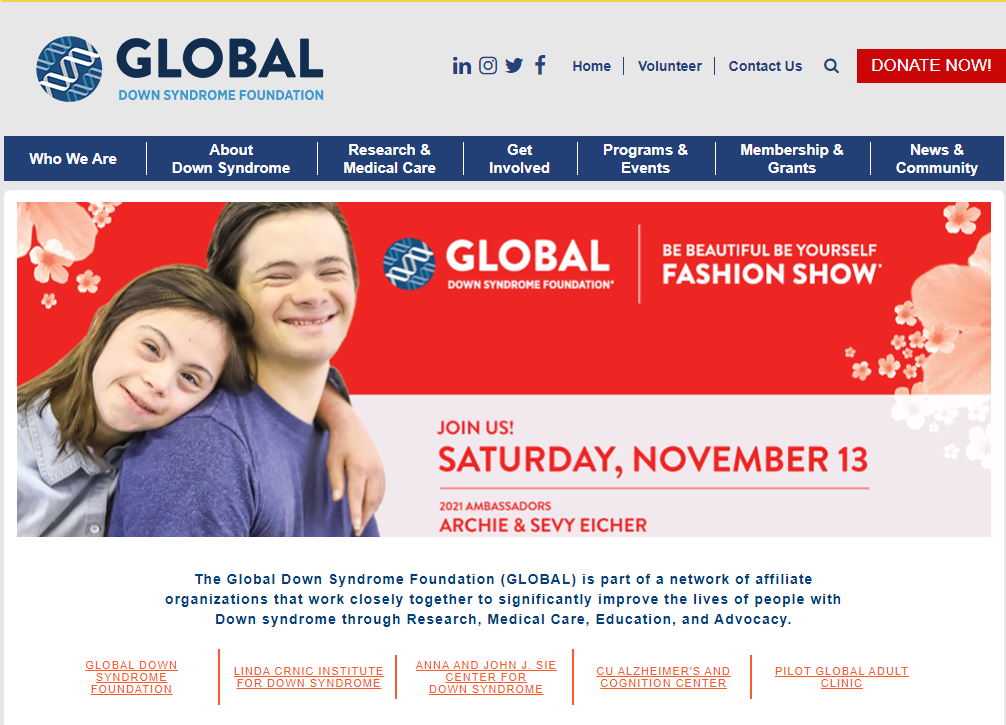 GLOBAL
DOWN SYNDROME FOUNDATION
Home
Volunteer
Contact Us
DONATE NOW!
Who We Are
About
Down Syndrome
Research &
Medical Care
Get
Involved
Programs &
Events
Membership &
Grants
News &
Community
GLOBAL
DOWN SYNDROME FOUNDATION®
BE BEAUTIFUL BE YOURSELF
FASHION SHOW®
JOIN US!
SATURDAY, NOVEMBER 13
2021 AMBASSADORS
ARCHIE & SEVY EICHER
The Global Down Syndrome Foundation (GLOBAL) is part of a network of affiliate
organizations that work closely together to significantly improve the lives of people with
Down syndrome through Research, Medical Care, Education, and Advocacy.
GLOBAL DOWN
SYNDROME
FOUNDATION
LINDA CRNIC INSTITUTE
FOR DOWN SYNDROME
ANNA AND JOHN J. SIE
CENTER FOR
DOWN SYNDROME
CU ALZHEIMER'S AND
COGNITION CENTER
PILOT GLOBAL ADULT
CLINIC